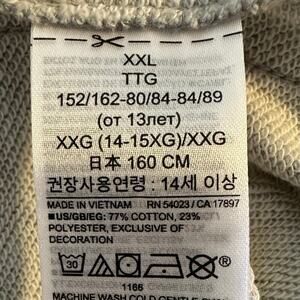 XXL
TTG
152/162-80/84-84/89
(от 13лет)
XXG (14-15XG)/XXG
日本 160 CM
권장사용연령 : 14세 이상
MADE IN VIETNAM RN 54023 / CA 17897
■US/GB/EG: 77% COTTON, 23%
POLYESTER, EXCLUSIVE OF
DECORATION
30
1166
MACHINE WASH COLD GENTLE